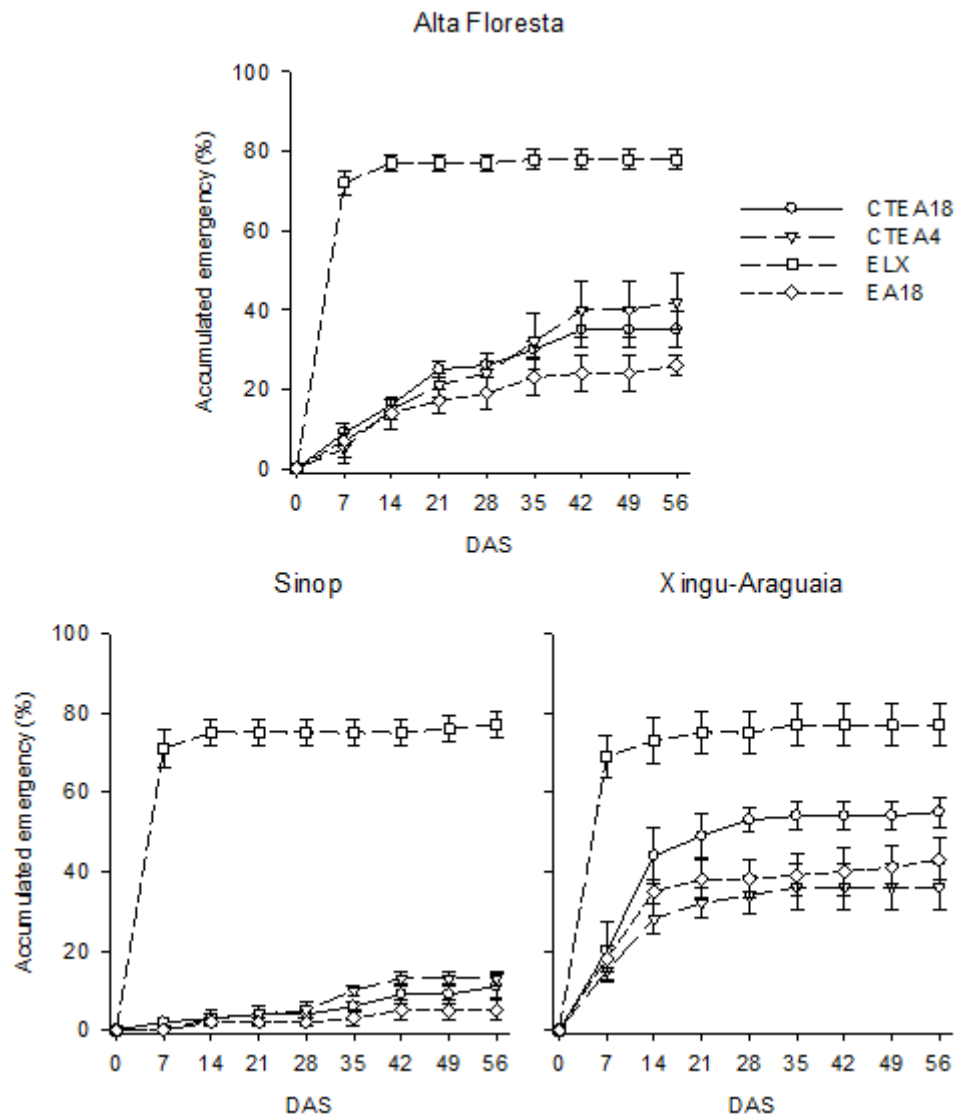 Alta Floresta
Accumulated emergency (%)
100
80
60
40
20
0
0 7 14 21 28 35 42 49 56
DAS
CTEA18
CTEA4
ELX
EA18
Sinop
Accumulated emergency (%)
100
80
60
40
20
0
0 7 14 21 28 35 42 49 56
DAS
Xingu-Araguaia
0 7 14 21 28 35 42 49 56
DAS